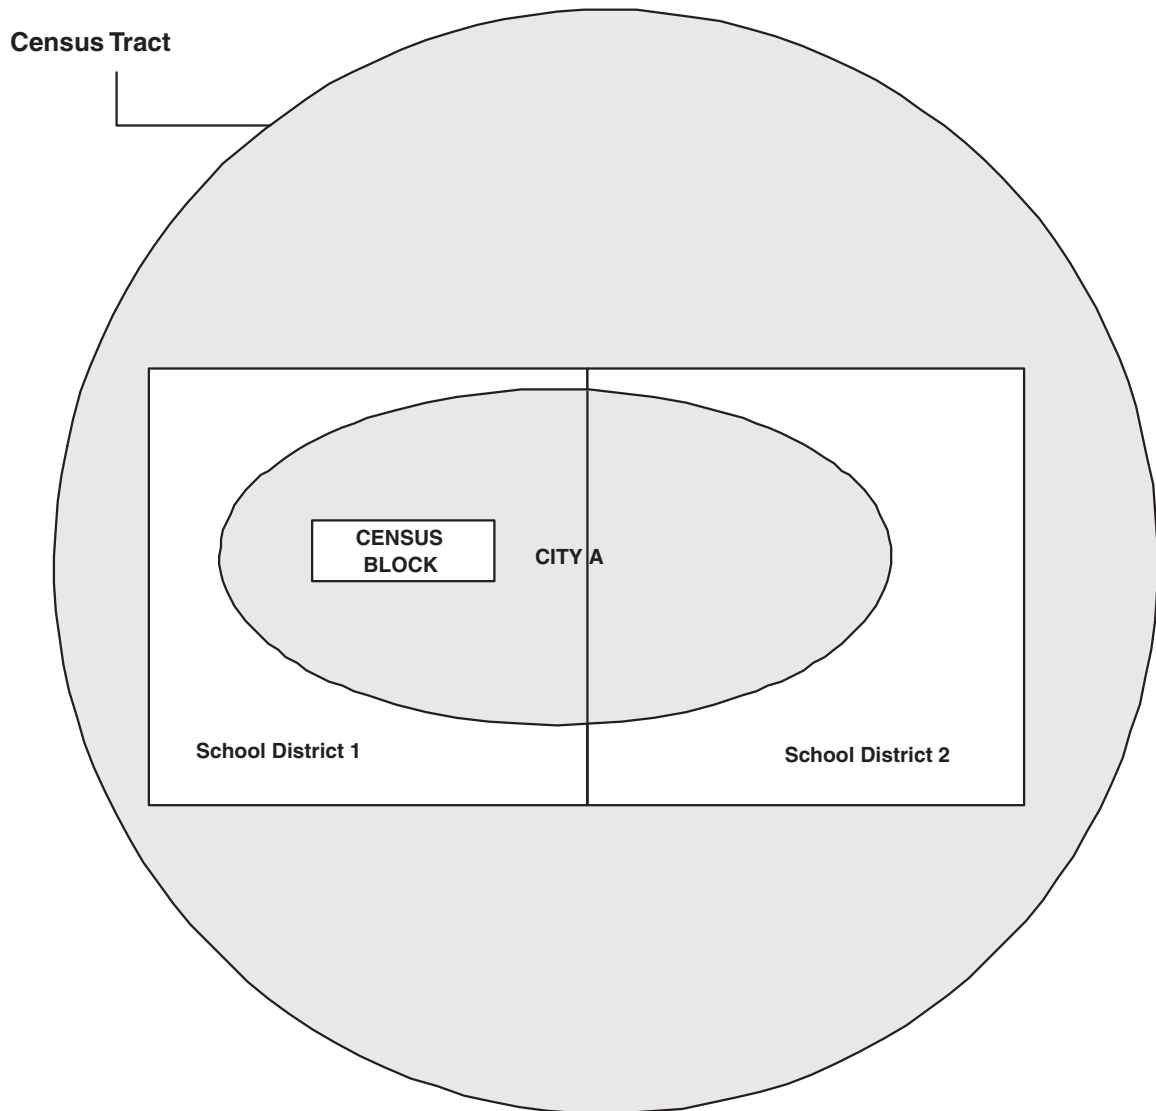 Census Tract
CENSUS
BLOCK
CITY A
School District 1
School District 2